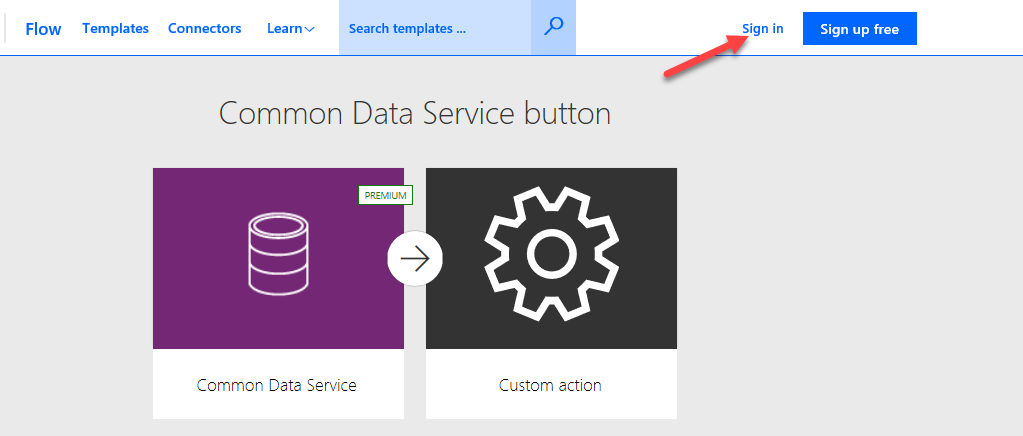 Flow Templates Connectors Learn Search templates ... Sign in Sign up free
Common Data Service button
PREMIUM
Common Data Service Custom action